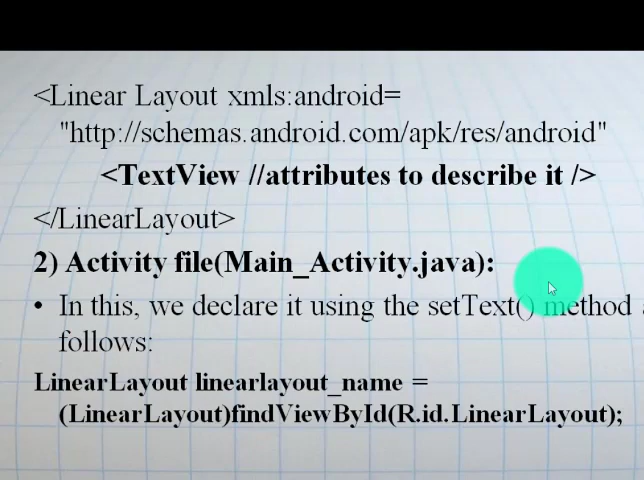 <Linear Layout xmls:android=
"http://schemas.android.com/apk/res/android"
<TextView //attributes to describe it />
</LinearLayout>
2) Activity file(Main_Activity.java):
• In this, we declare it using the setText() method
follows:
LinearLayout linearlayout_name =
(LinearLayout)findViewById(R.id.LinearLayout);